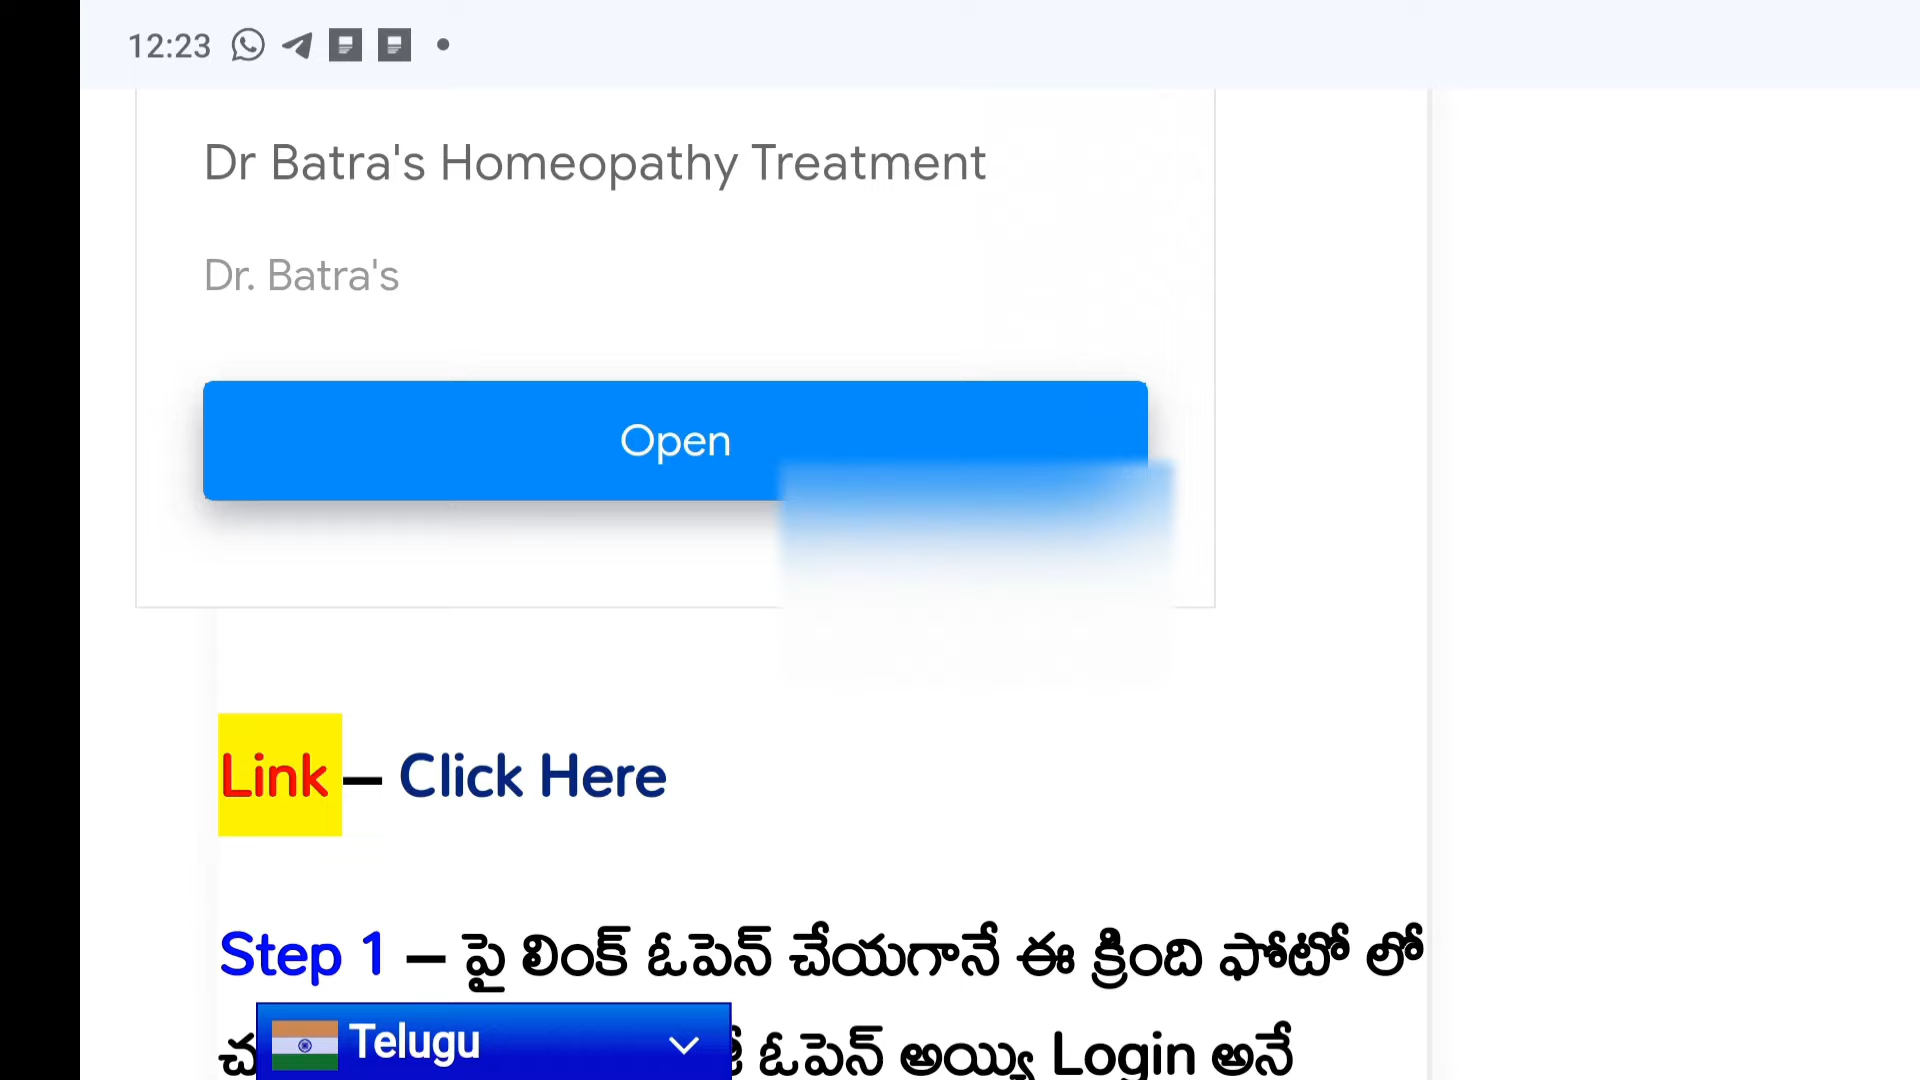 12:23
Dr Batra's Homeopathy Treatment
Dr. Batra's
Open
Link – Click Here
Step 1 – పై లింక్ ఓపెన్ చేయగానే ఈ క్రింది ఫోటో లో
Telugu ఓపెన్ అయ్యి Login అనే